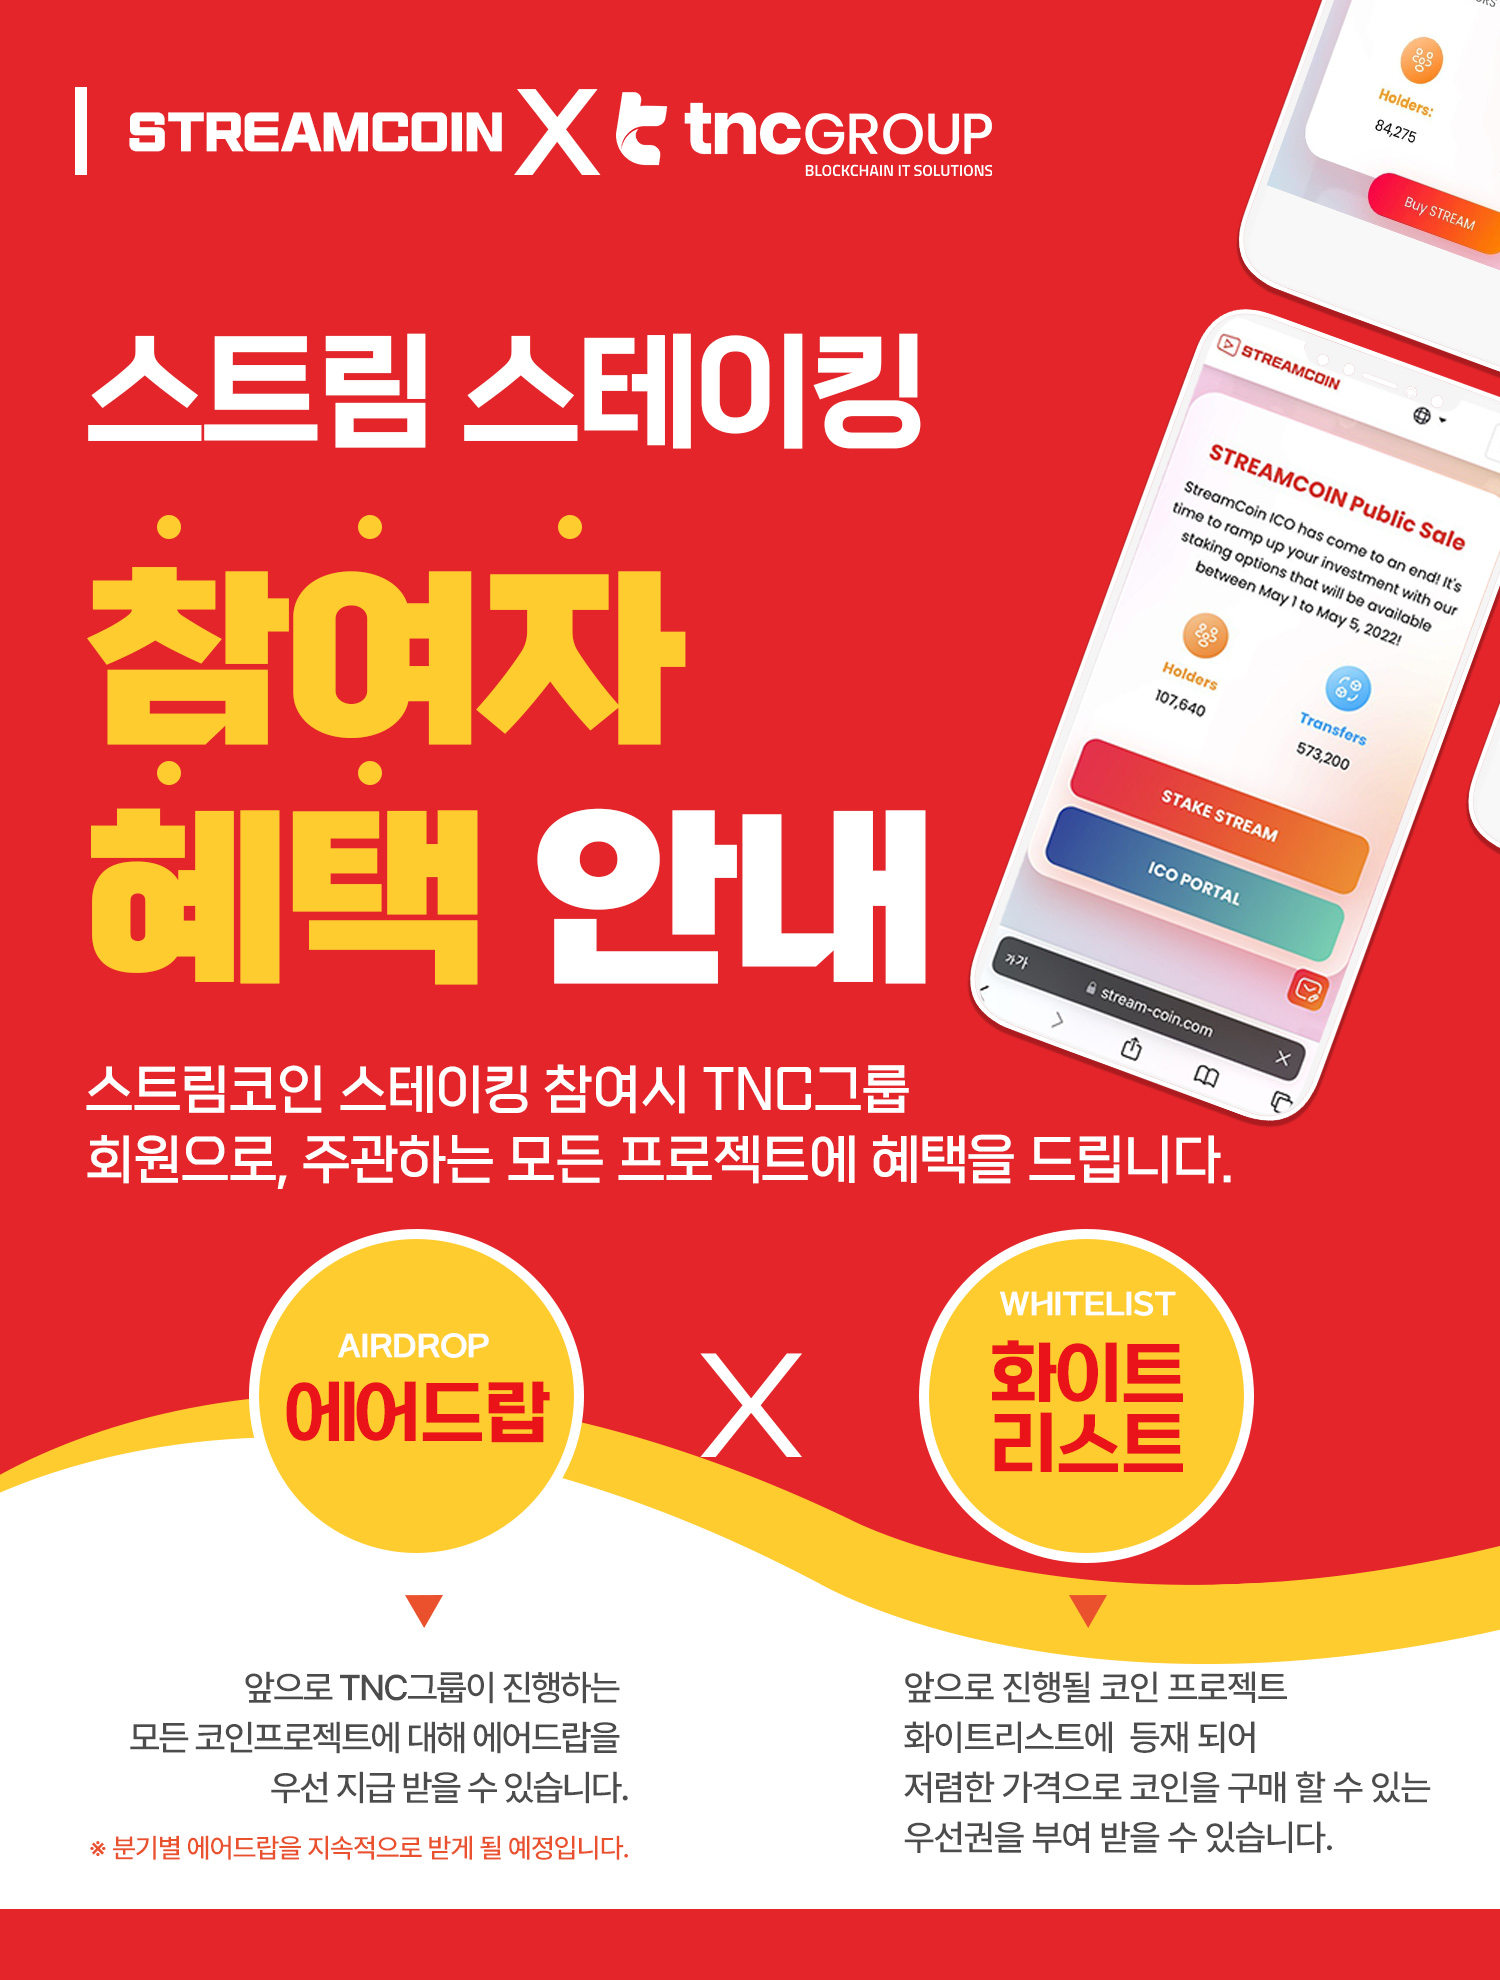 STREAMCOIN X tncGROUP
BLOCKCHAIN IT SOLUTIONS
Holders:
84,275
Buy STREAM
스트림 스테이킹
참여자
혜택 안내
STREAMCOIN
STREAMCOIN Public Sale
StreamCoin ICO has come to an end! It's
time to ramp up your investment with our
staking options that will be available
between May 1 to May 5, 2022!
Holders
107,640
Transfers
573,200
STAKE STREAM
ICO PORTAL
가가
stream-coin.com
스트림코인 스테이킹 참여시 TNC그룹
회원으로, 주관하는 모든 프로젝트에 혜택을 드립니다.
AIRDROP
에어드랍
X
WHITELIST
화이트
리스트
앞으로 TNC그룹이 진행하는
모든 코인프로젝트에 대해 에어드랍을
우선 지급 받을 수 있습니다.
※ 분기별 에어드랍을 지속적으로 받게 될 예정입니다.
앞으로 진행될 코인 프로젝트
화이트리스트에 등재 되어
저렴한 가격으로 코인을 구매 할 수 있는
우선권을 부여 받을 수 있습니다.